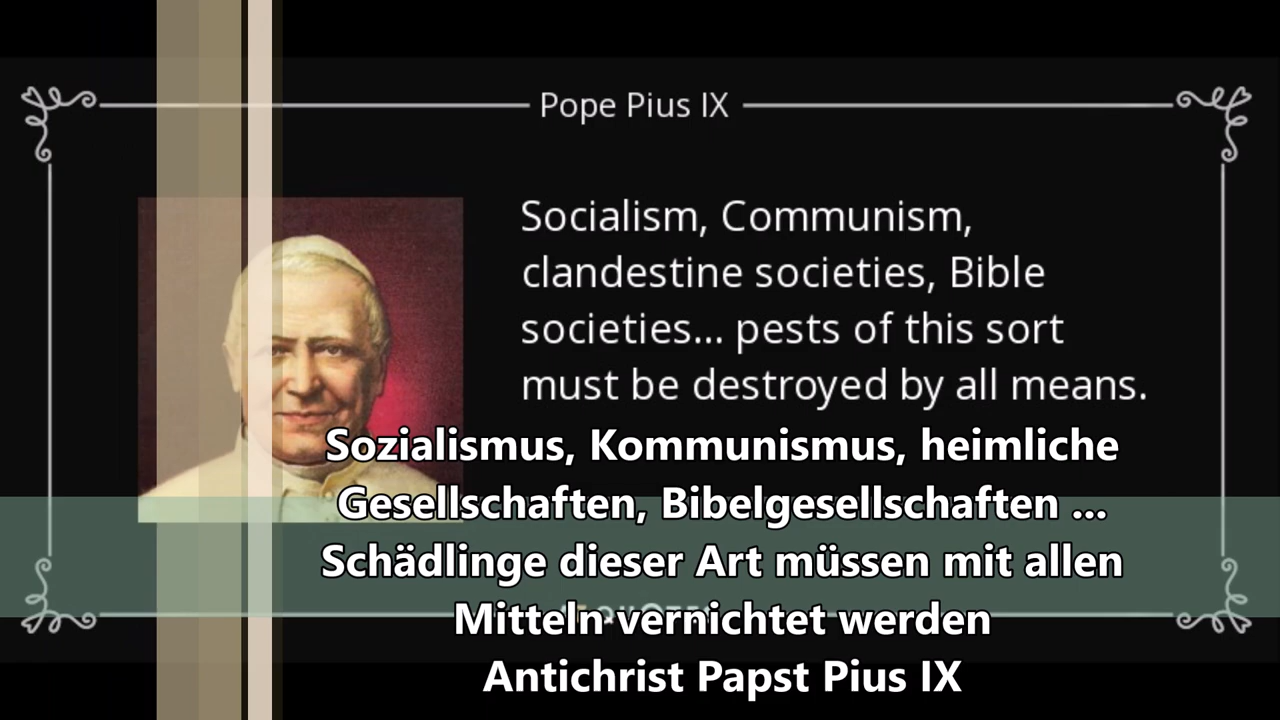 Pope Pius IX
Socialism, Communism,
clandestine societies, Bible
societies... pests of this sort
must be destroyed by all means.
Sozialismus, Kommunismus, heimliche
Gesellschaften, Bibelgesellschaften ...
Schädlinge dieser Art müssen mit allen
Mitteln vernichtet werden
Antichrist Papst Pius IX